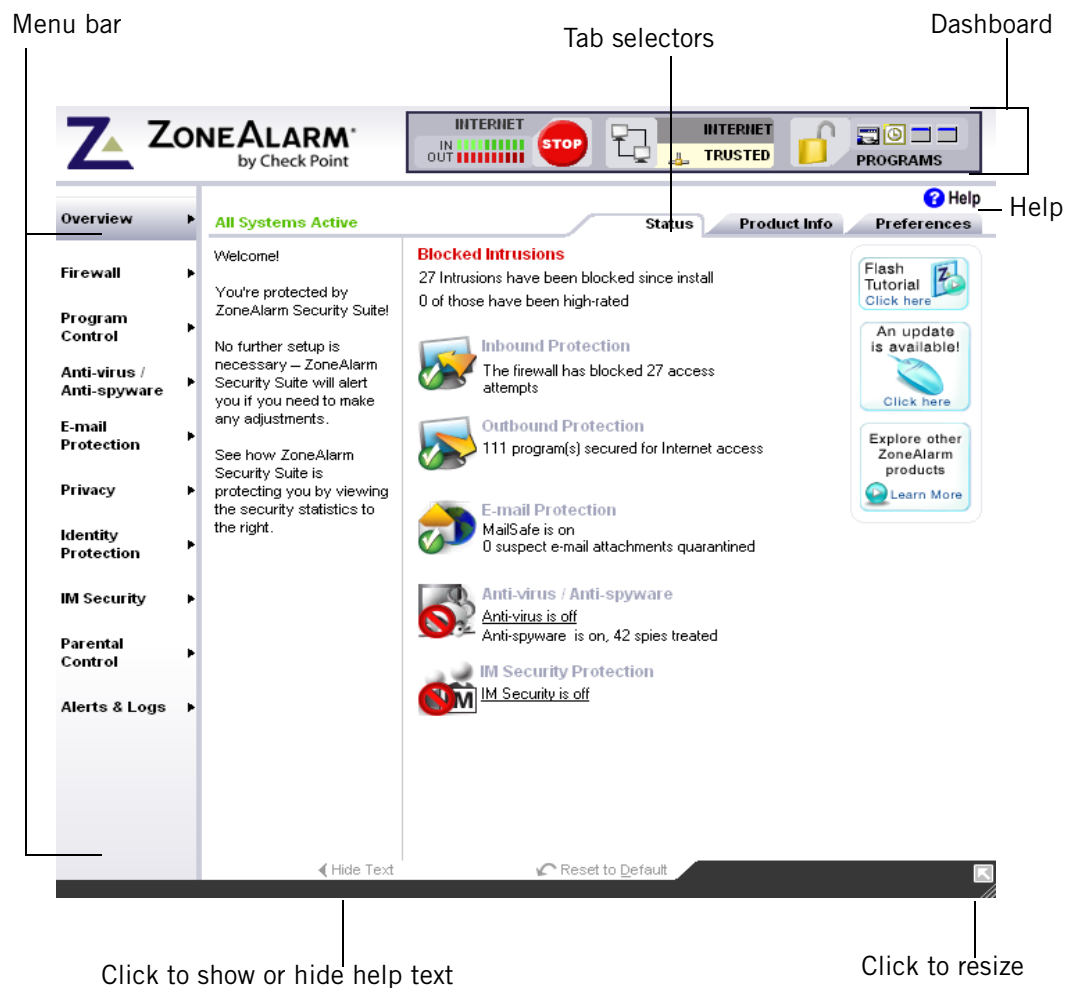 Menu bar
Tab selectors
Dashboard
ZONEALARM
by Check Point
INTERNET
IN
OUT
STOP
INTERNET
TRUSTED
PROGRAMS
Help
Help
Overview
All Systems Active
Status
Product Info
Preferences
Firewall
Program
Control
Anti-virus /
Anti-spyware
E-mail
Protection
Privacy
Identity
Protection
IM Security
Parental
Control
Alerts & Logs
Welcome!
You're protected by
ZoneAlarm Security Suite!
No further setup is
necessary – ZoneAlarm
Security Suite will alert
you if you need to make
any adjustments.
See how ZoneAlarm
Security Suite is
protecting you by viewing
the security statistics to
the right.
Blocked Intrusions
27 Intrusions have been blocked since install
0 of those have been high-rated
Inbound Protection
The firewall has blocked 27 access
attempts
Outbound Protection
111 program(s) secured for Internet access
E-mail Protection
MailSafe is on
0 suspect e-mail attachments quarantined
Anti-virus / Anti-spyware
Anti-virus is off
Anti-spyware is on, 42 spies treated
IM Security Protection
IM Security is off
Flash
Tutorial
Click here
An update
is available!
Click here
Explore other
ZoneAlarm
products
Learn More
Hide Text
Reset to Default
Click to show or hide help text
Click to resize